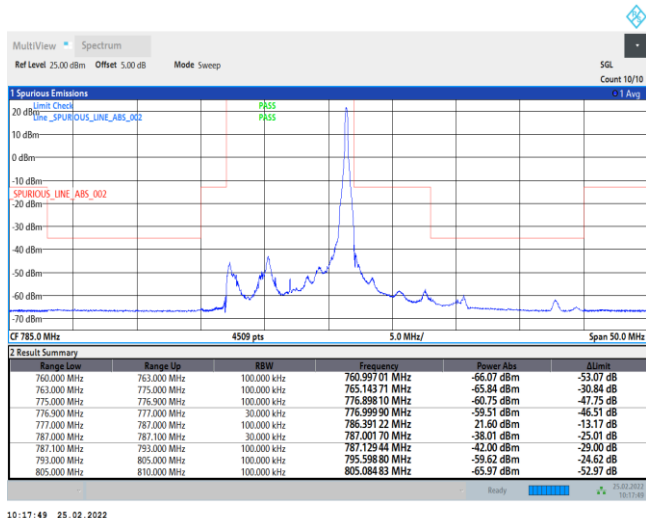 MultiView Spectrum
Ref Level 25.00 dBm Offset 5.00 dB Mode Sweep SGL
Count 10/10
1 Spurious Emissions 1 Avg
Limit Check PASS
20 dBm
Line _SPURIOUS_LINE_ABS_002 PASS
10 dBm
0 dBm
-10 dBm
SPURIOUS_LINE_ABS_002
-20 dBm
-30 dBm
-40 dBm
-50 dBm
-60 dBm
-70 dBm
CF 785.0 MHz 4509 pts 5.0 MHz/ Span 50.0 MHz
2 Result Summary
Range Low Range Up RBW Frequency Power Abs ΔLimit
760.000 MHz 763.000 MHz 100.000 kHz 760.997 01 MHz -66.07 dBm -53.07 dB
763.000 MHz 775.000 MHz 100.000 kHz 765.143 71 MHz -65.84 dBm -30.84 dB
775.000 MHz 776.900 MHz 100.000 kHz 776.898 10 MHz -60.75 dBm -47.75 dB
776.900 MHz 777.000 MHz 30.000 kHz 776.999 90 MHz -59.51 dBm -46.51 dB
777.000 MHz 787.000 MHz 100.000 kHz 786.391 22 MHz 21.60 dBm -13.17 dB
787.000 MHz 787.100 MHz 30.000 kHz 787.001 70 MHz -38.01 dBm -25.01 dB
787.100 MHz 793.000 MHz 100.000 kHz 787.129 44 MHz -42.00 dBm -29.00 dB
793.000 MHz 805.000 MHz 100.000 kHz 795.598 80 MHz -59.62 dBm -24.62 dB
805.000 MHz 810.000 MHz 100.000 kHz 805.084 83 MHz -65.97 dBm -52.97 dB
Ready 25.02.2022
10:17:49
10:17:49 25.02.2022